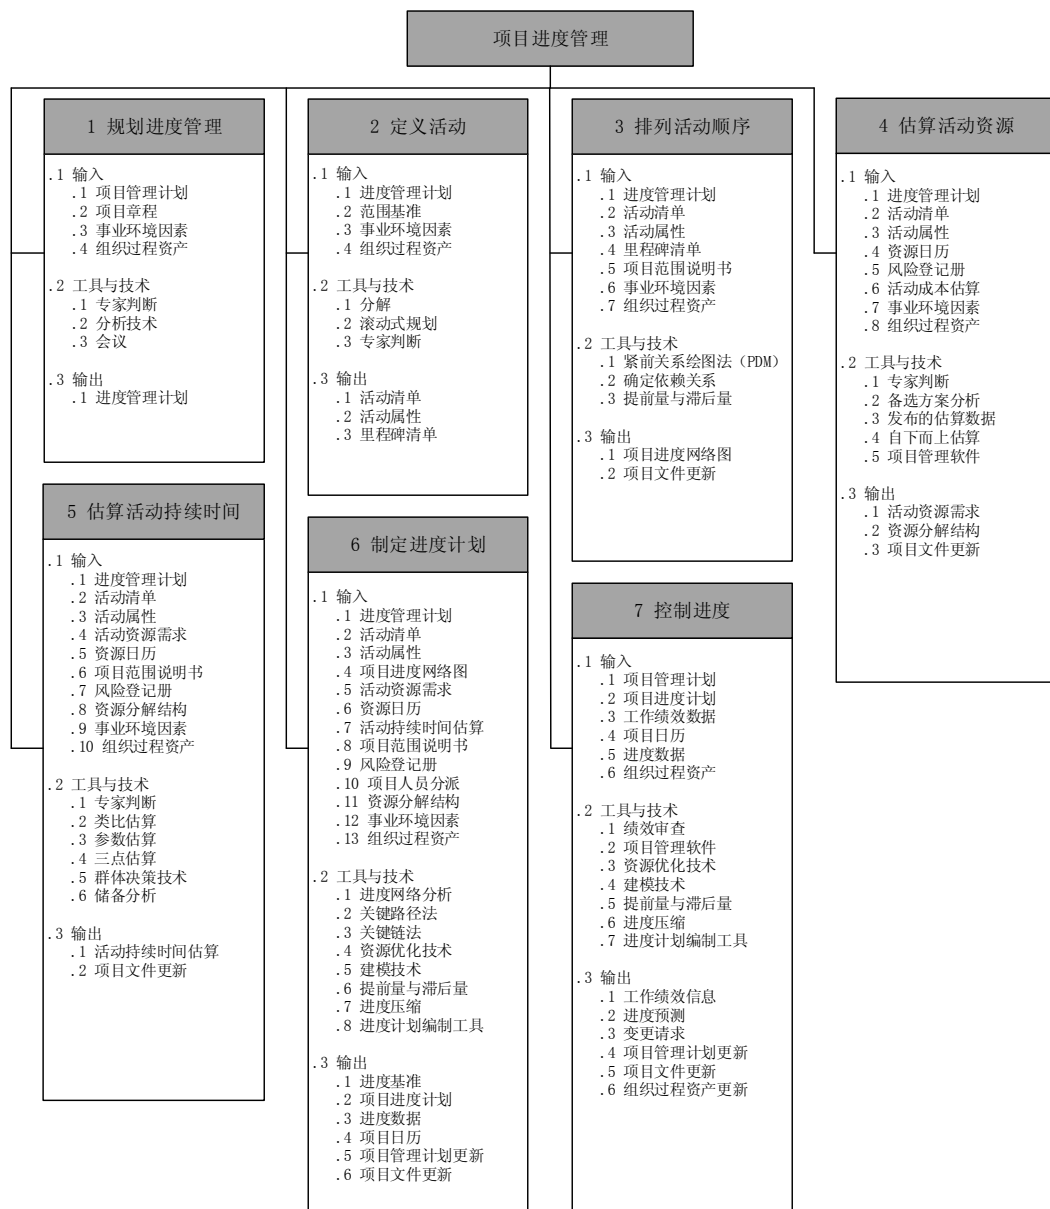 项目进度管理
1 规划进度管理
.1 输入
.1 项目管理计划
.2 项目章程
.3 事业环境因素
.4 组织过程资产
.2 工具与技术
.1 专家判断
.2 分析技术
.3 会议
.3 输出
.1 进度管理计划
2 定义活动
.1 输入
.1 进度管理计划
.2 范围基准
.3 事业环境因素
.4 组织过程资产
.2 工具与技术
.1 分解
.2 滚动式规划
.3 专家判断
.3 输出
.1 活动清单
.2 活动属性
.3 里程碑清单
3 排列活动顺序
.1 输入
.1 进度管理计划
.2 活动清单
.3 活动属性
.4 里程碑清单
.5 项目范围说明书
.6 事业环境因素
.7 组织过程资产
.2 工具与技术
.1 紧前关系绘图法（PDM）
.2 确定依赖关系
.3 提前量与滞后量
.3 输出
.1 项目进度网络图
.2 项目文件更新
4 估算活动资源
.1 输入
.1 进度管理计划
.2 活动清单
.3 活动属性
.4 资源日历
.5 风险登记册
.6 活动成本估算
.7 事业环境因素
.8 组织过程资产
.2 工具与技术
.1 专家判断
.2 备选方案分析
.3 发布的估算数据
.4 自下而上估算
.5 项目管理软件
.3 输出
.1 活动资源需求
.2 资源分解结构
.3 项目文件更新
5 估算活动持续时间
.1 输入
.1 进度管理计划
.2 活动清单
.3 活动属性
.4 活动资源需求
.5 资源日历
.6 项目范围说明书
.7 风险登记册
.8 资源分解结构
.9 事业环境因素
.10 组织过程资产
.2 工具与技术
.1 专家判断
.2 类比估算
.3 参数估算
.4 三点估算
.5 群体决策技术
.6 储备分析
.3 输出
.1 活动持续时间估算
.2 项目文件更新
6 制定进度计划
.1 输入
.1 进度管理计划
.2 活动清单
.3 活动属性
.4 项目进度网络图
.5 活动资源需求
.6 资源日历
.7 活动持续时间估算
.8 项目范围说明书
.9 风险登记册
.10 项目人员分派
.11 资源分解结构
.12 事业环境因素
.13 组织过程资产
.2 工具与技术
.1 进度网络分析
.2 关键路径法
.3 关键链法
.4 资源优化技术
.5 建模技术
.6 提前量与滞后量
.7 进度压缩
.8 进度计划编制工具
.3 输出
.1 进度基准
.2 项目进度计划
.3 进度数据
.4 项目日历
.5 项目管理计划更新
.6 项目文件更新
7 控制进度
.1 输入
.1 项目管理计划
.2 项目进度计划
.3 工作绩效数据
.4 项目日历
.5 进度数据
.6 组织过程资产
.2 工具与技术
.1 绩效审查
.2 项目管理软件
.3 资源优化技术
.4 建模技术
.5 提前量与滞后量
.6 进度压缩
.7 进度计划编制工具
.3 输出
.1 工作绩效信息
.2 进度预测
.3 变更请求
.4 项目管理计划更新
.5 项目文件更新
.6 组织过程资产更新